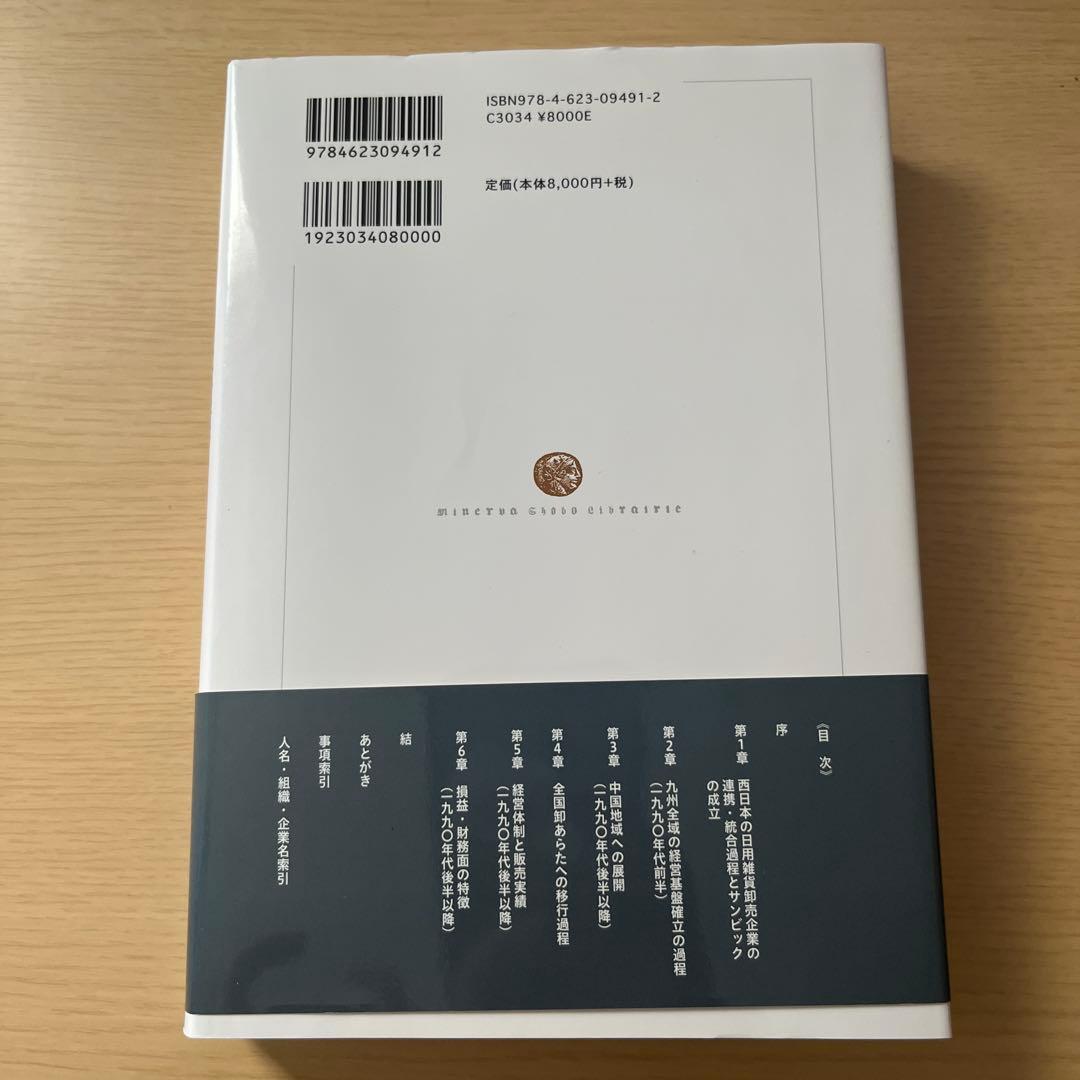 9784623094912
ISBN978-4-623-09491-2
C3034 ¥8000E
1923034080000
定価(本体8,000円+税)
Minerva Shobo Librairie
《目 次》
序
第1章 西日本の日用雑貨卸売企業の
連携・統合過程とサンビック
の成立
第2章 九州全域の経営基盤確立の過程
(一九九〇年代前半)
第3章 中国地域への展開
(一九九〇年代後半以降)
第4章 全国卸あらたへの移行過程
第5章 経営体制と販売実績
(一九九〇年代後半以降)
第6章 損益・財務面の特徴
(一九九〇年代後半以降)
結
あとがき
事項索引
人名・組織・企業名索引